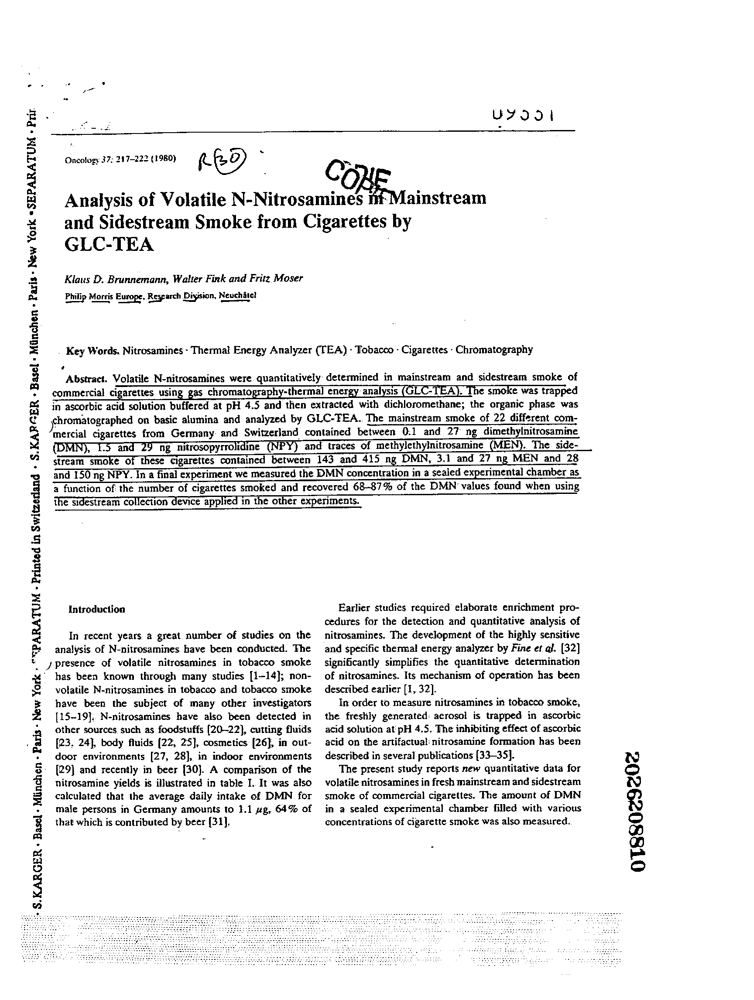 U9551
Oncology 37: 217–222 (1980)
Analysis of Volatile N-Nitrosamines in Mainstream
and Sidestream Smoke from Cigarettes by
GLC-TEA
Klaus D. Brunnemann, Walter Fink and Fritz Moser
Philip Morris Europe, Research Division, Neuchâtel
Key Words. Nitrosamines · Thermal Energy Analyzer (TEA) · Tobacco · Cigarettes · Chromatography
Abstract. Volatile N-nitrosamines were quantitatively determined in mainstream and sidestream smoke of
commercial cigarettes using gas chromatography-thermal energy analysis (GLC-TEA). The smoke was trapped
in ascorbic acid solution buffered at pH 4.5 and then extracted with dichloromethane; the organic phase was
chromatographed on basic alumina and analyzed by GLC-TEA. The mainstream smoke of 22 different com-
mercial cigarettes from Germany and Switzerland contained between 0.1 and 27 ng dimethylnitrosamine
(DMN), 1.5 and 29 ng nitrosopyrrolidine (NPY) and traces of methylethylnitrosamine (MEN). The side-
stream smoke of these cigarettes contained between 143 and 415 ng DMN, 3.1 and 27 ng MEN and 28
and 150 ng NPY. In a final experiment we measured the DMN concentration in a sealed experimental chamber as
a function of the number of cigarettes smoked and recovered 68–87% of the DMN values found when using
the sidestream collection device applied in the other experiments.
Introduction
In recent years a great number of studies on the
analysis of N-nitrosamines have been conducted. The
presence of volatile nitrosamines in tobacco smoke
has been known through many studies [1–14]; non-
volatile N-nitrosamines in tobacco and tobacco smoke
have been the subject of many other investigators
[15–19]. N-nitrosamines have also been detected in
other sources such as foodstuffs [20–22], cutting fluids
[23, 24], body fluids [22, 25], cosmetics [26], in out-
door environments [27, 28], in indoor environments
[29] and recently in beer [30]. A comparison of the
nitrosamine yields is illustrated in table I. It was also
calculated that the average daily intake of DMN for
male persons in Germany amounts to 1.1 µg, 64% of
that which is contributed by beer [31].
Earlier studies required elaborate enrichment pro-
cedures for the detection and quantitative analysis of
nitrosamines. The development of the highly sensitive
and specific thermal energy analyzer by Fine et al. [32]
significantly simplifies the quantitative determination
of nitrosamines. Its mechanism of operation has been
described earlier [1, 32].
In order to measure nitrosamines in tobacco smoke,
the freshly generated aerosol is trapped in ascorbic
acid solution at pH 4.5. The inhibiting effect of ascorbic
acid on the artifactual nitrosamine formation has been
described in several publications [33–35].
The present study reports new quantitative data for
volatile nitrosamines in fresh mainstream and sidestream
smoke of commercial cigarettes. The amount of DMN
in a sealed experimental chamber filled with various
concentrations of cigarette smoke was also measured.
· S.KARGER · Basel · München · Paris · New York · SEPARATUM · Printed in Switzerland · S.KARGER · Basel · München · Paris · New York · SEPARATUM · Prin
2026208810